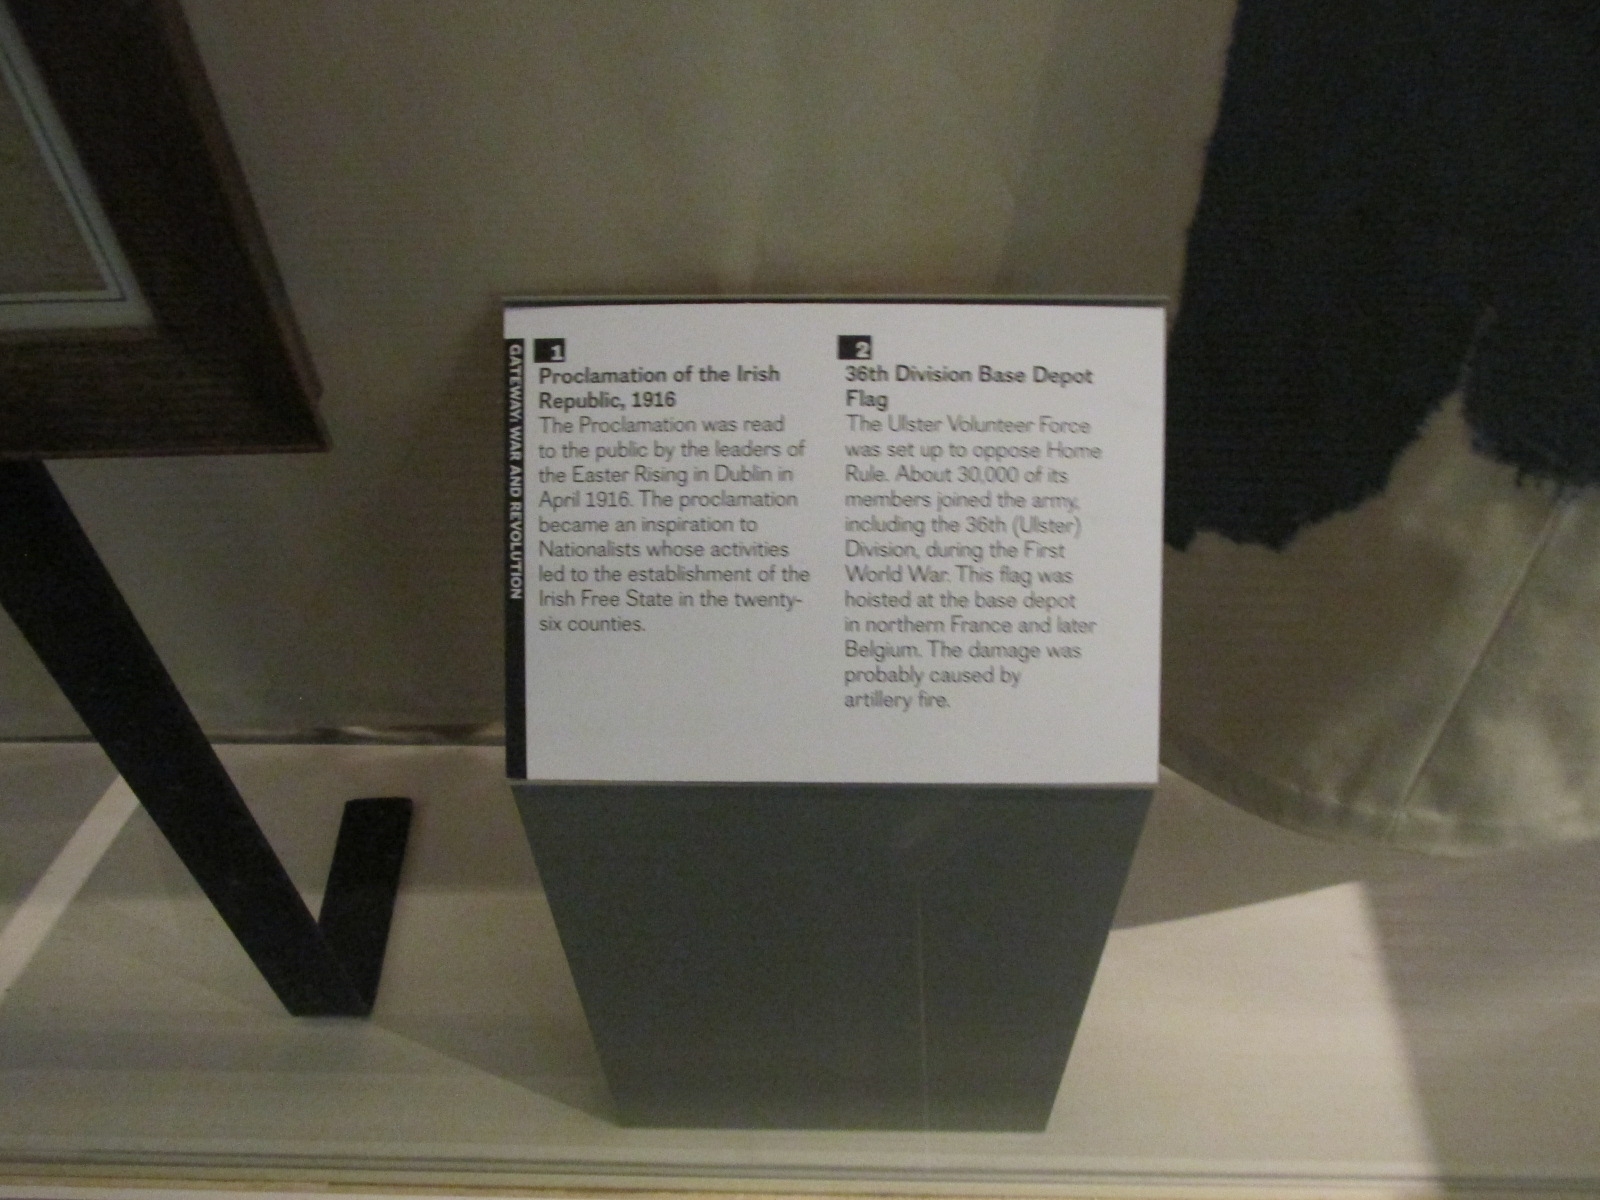 GATEWAY: WAR AND REVOLUTION
1
Proclamation of the Irish
Republic, 1916
The Proclamation was read
to the public by the leaders of
the Easter Rising in Dublin in
April 1916. The proclamation
became an inspiration to
Nationalists whose activities
led to the establishment of the
Irish Free State in the twenty-
six counties.
2
36th Division Base Depot
Flag
The Ulster Volunteer Force
was set up to oppose Home
Rule. About 30,000 of its
members joined the army,
including the 36th (Ulster)
Division, during the First
World War. This flag was
hoisted at the base depot
in northern France and later
Belgium. The damage was
probably caused by
artillery fire.